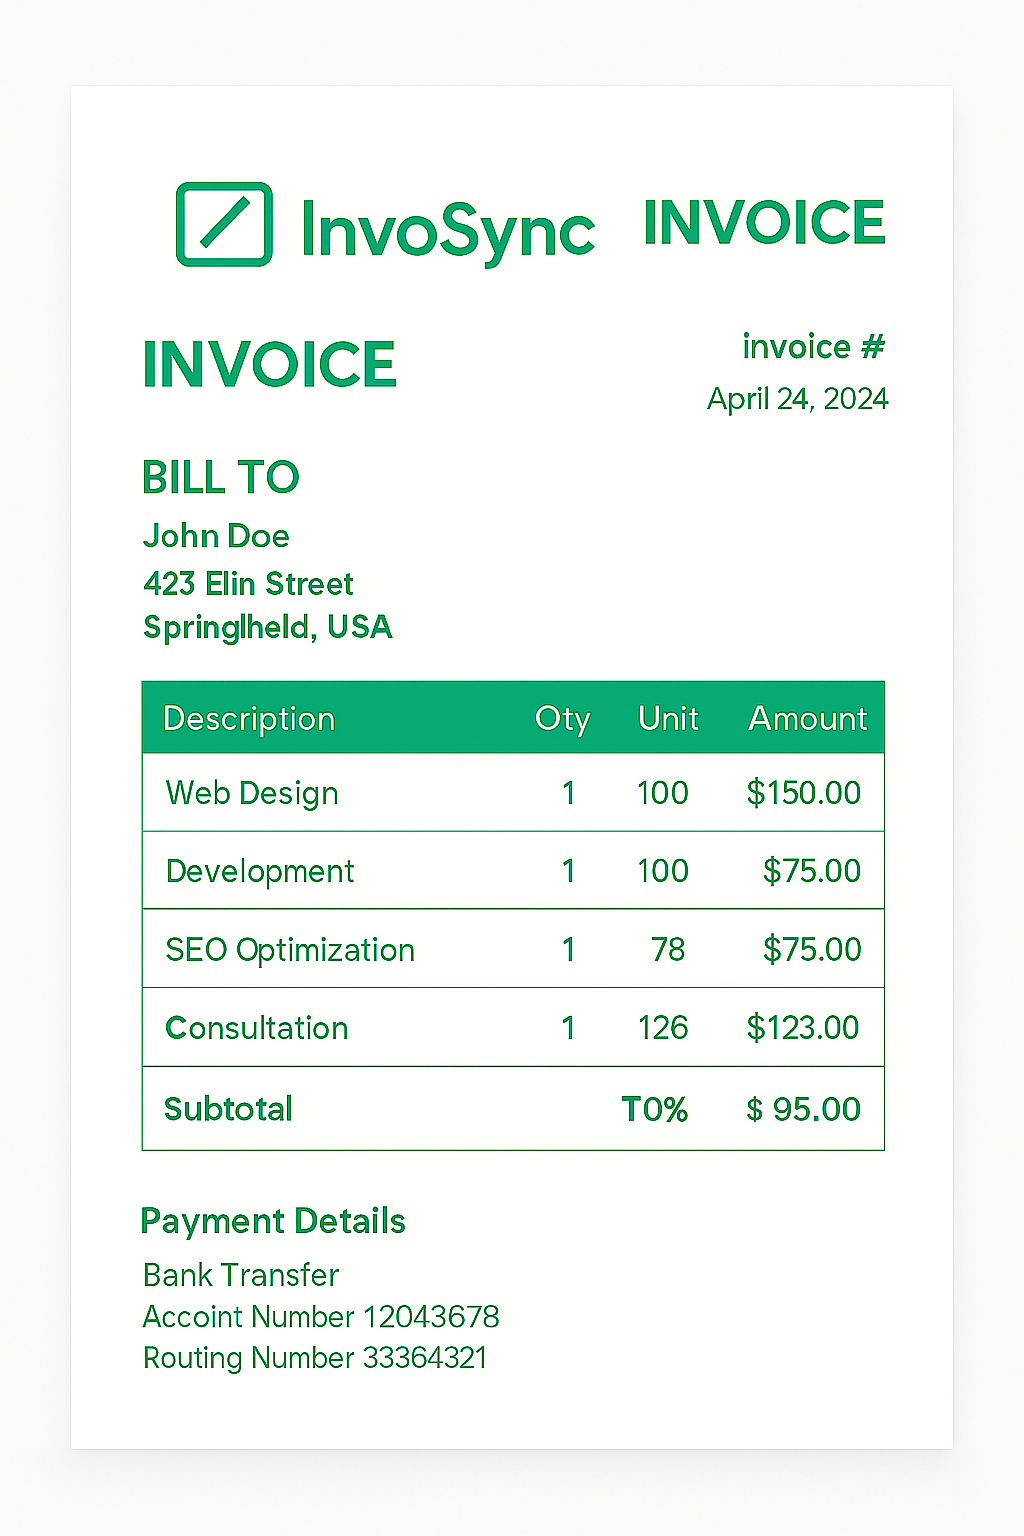 InvoSync INVOICE
INVOICE
invoice #
April 24, 2024
BILL TO
John Doe
423 Elin Street
Springlheld, USA
Description Oty Unit Amount
Web Design 1 100 $150.00
Development 1 100 $75.00
SEO Optimization 1 78 $75.00
Consultation 1 126 $123.00
Subtotal T0% $ 95.00
Payment Details
Bank Transfer
Accoint Number 12043678
Routing Number 33364321